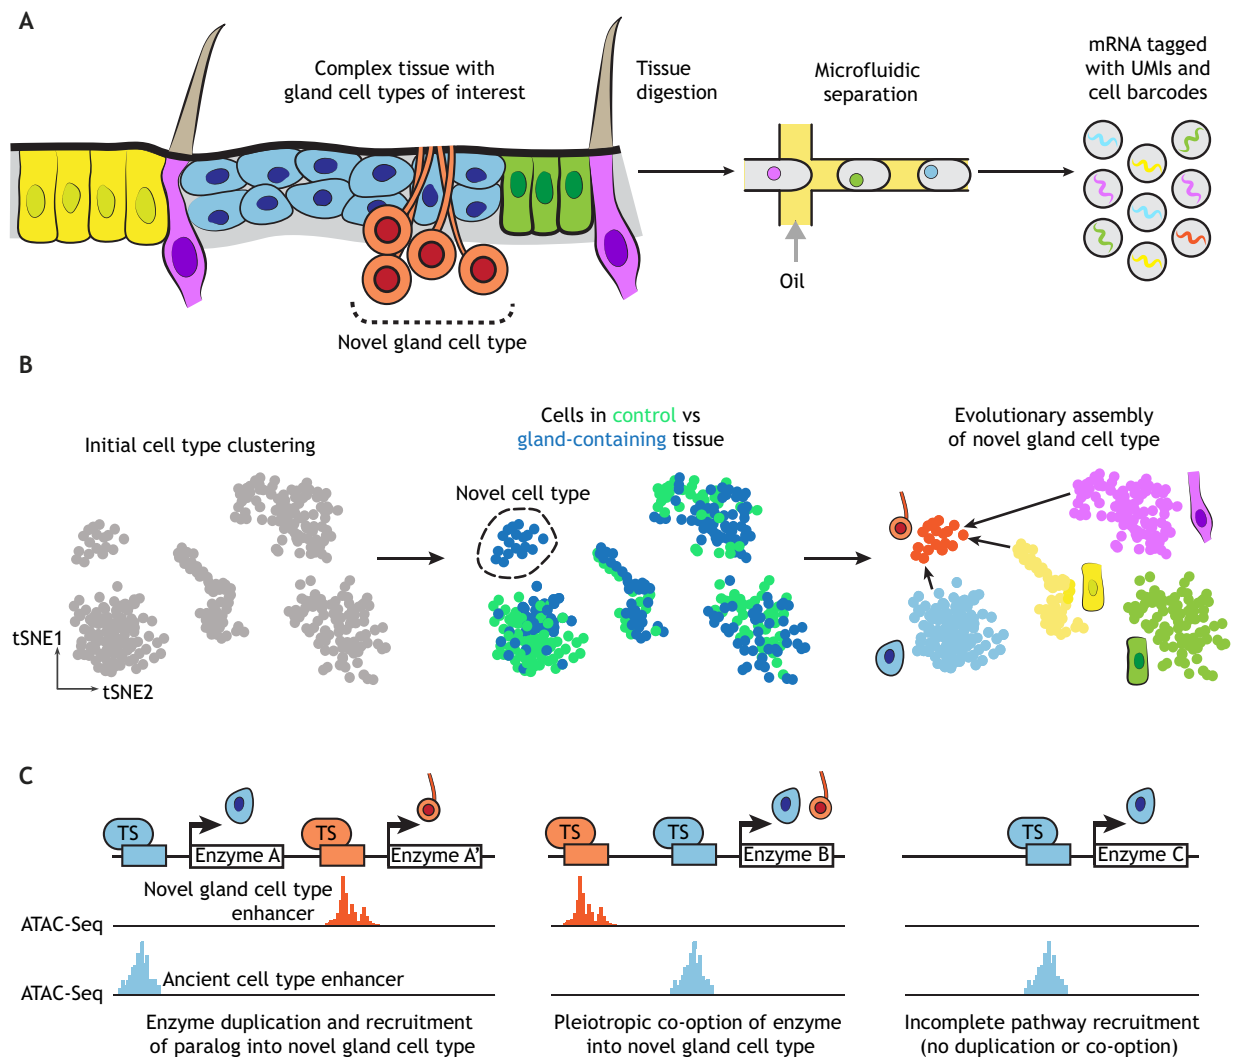 A
Complex tissue with
gland cell types of interest
Tissue
digestion
Microfluidic
separation
mRNA tagged
with UMIs and
cell barcodes
Oil
Novel gland cell type
B
Initial cell type clustering
Cells in control vs
gland-containing tissue
Evolutionary assembly
of novel gland cell type
Novel cell type
tSNE1
tSNE2
C
TS
Enzyme A
TS
Enzyme A'
TS
TS
Enzyme B
TS
Enzyme C
Novel gland cell type
enhancer
ATAC-Seq
Ancient cell type enhancer
ATAC-Seq
Enzyme duplication and recruitment
of paralog into novel gland cell type
Pleiotropic co-option of enzyme
into novel gland cell type
Incomplete pathway recruitment
(no duplication or co-option)